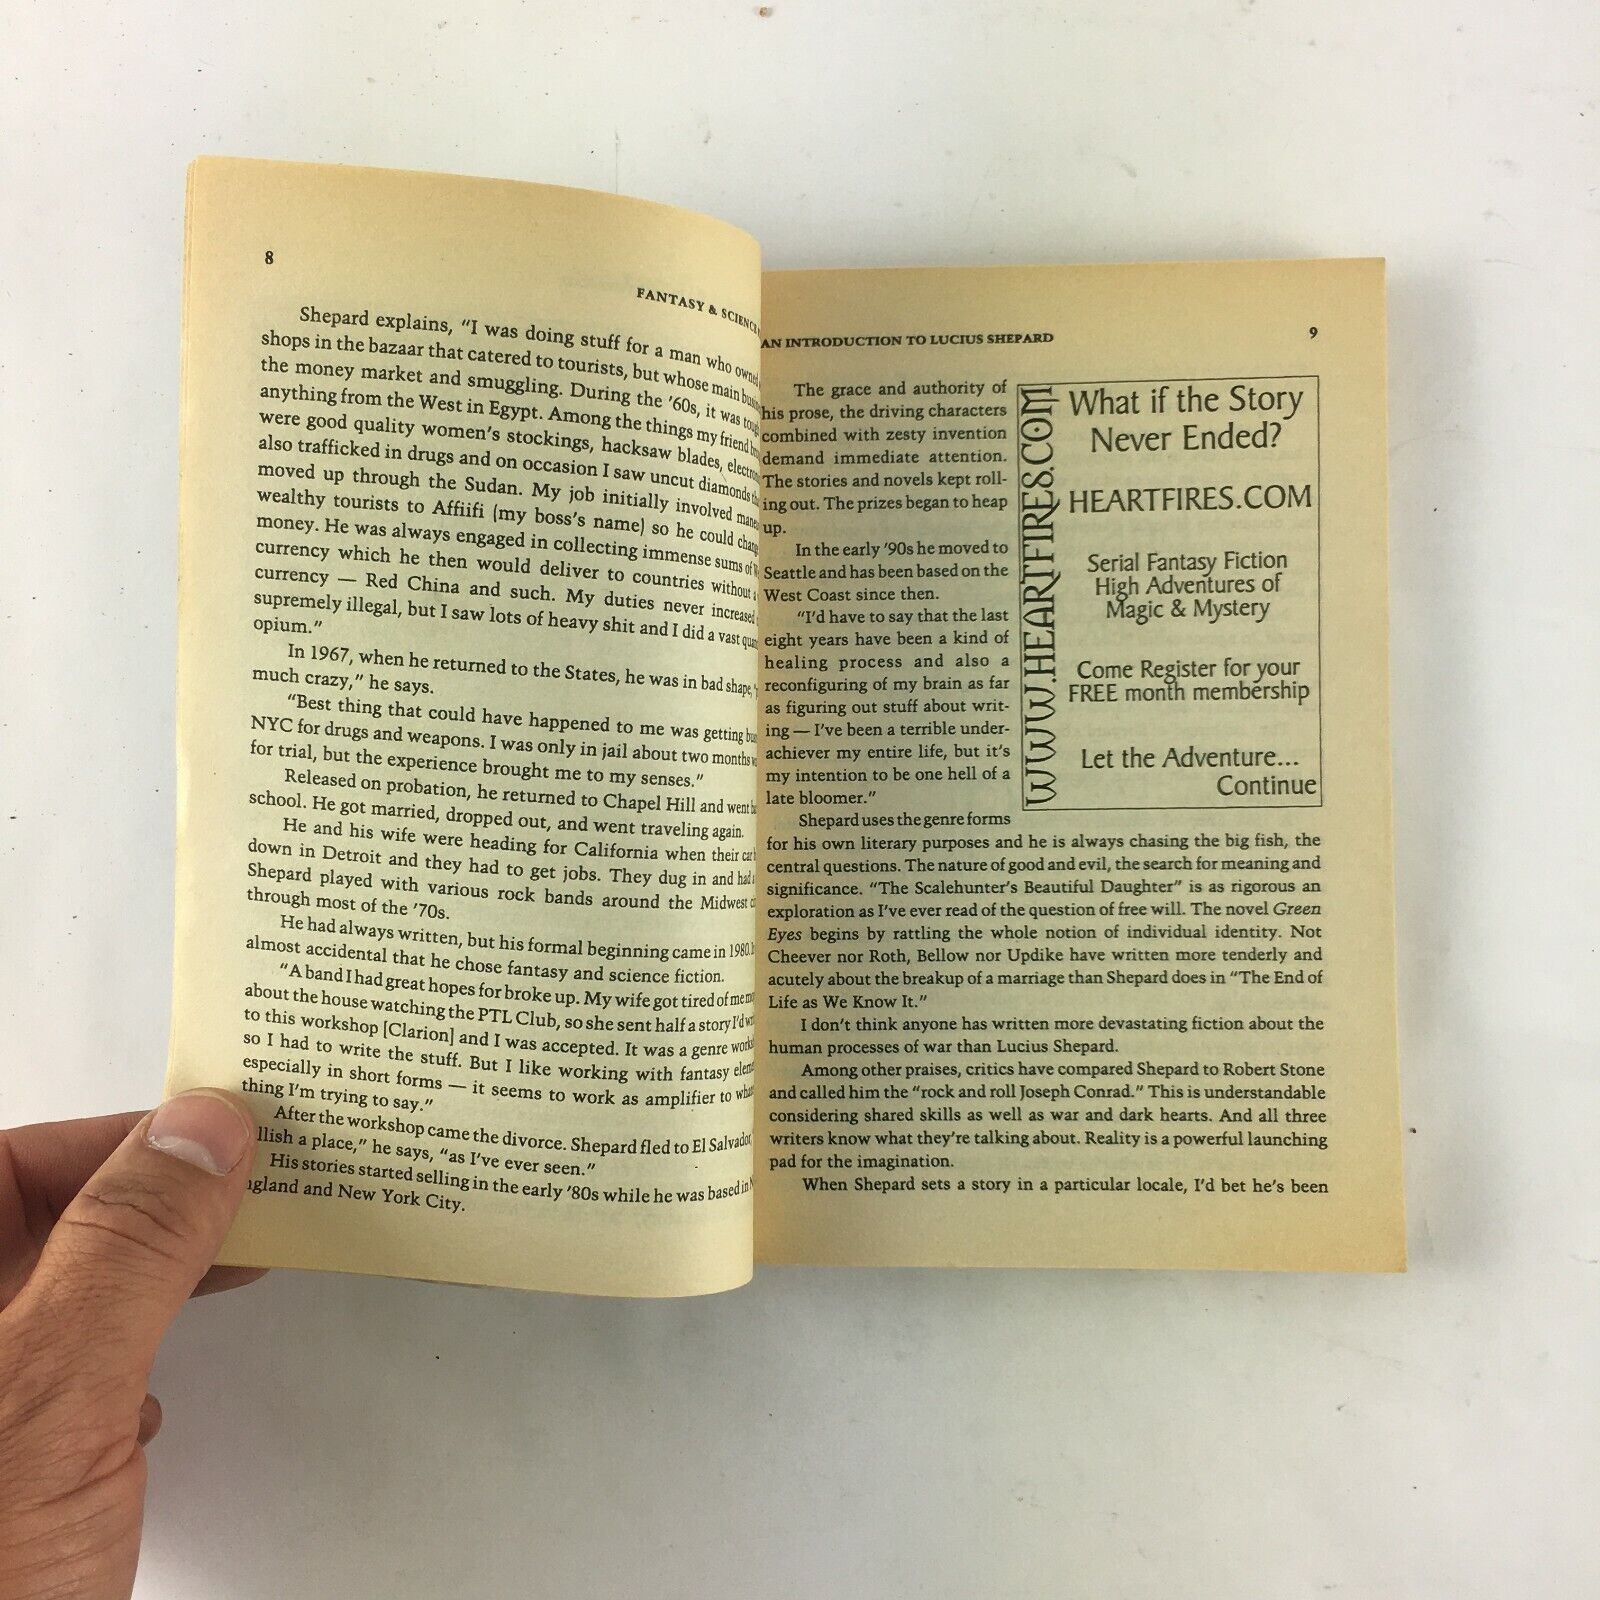 8
FANTASY & SCIENCE
Shepard explains, "I was doing stuff for a man who owned
shops in the bazaar that catered to tourists, but whose main
the money market and smuggling. During the '60s, it was
anything from the West in Egypt. Among the things my friend
were good quality women's stockings, hacksaw blades,
also trafficked in drugs and on occasion I saw uncut diamonds
moved up through the Sudan. My job initially involved
wealthy tourists to Affiifi (my boss's name) so he could
money. He was always engaged in collecting immense sums of
currency which he then would deliver to countries without
currency — Red China and such. My duties never increased
supremely illegal, but I saw lots of heavy shit and I did a vast
opium."
In 1967, when he returned to the States, he was in bad shape,
much crazy," he says.
"Best thing that could have happened to me was getting
NYC for drugs and weapons. I was only in jail about two months
for trial, but the experience brought me to my senses."
Released on probation, he returned to Chapel Hill and went
school. He got married, dropped out, and went traveling again.
He and his wife were heading for California when their car
down in Detroit and they had to get jobs. They dug in and had
Shepard played with various rock bands around the Midwest
through most of the '70s.
He had always written, but his formal beginning came in 1980.
almost accidental that he chose fantasy and science fiction.
"A band I had great hopes for broke up. My wife got tired of me
about the house watching the PTL Club, so she sent half a story I'd
to this workshop [Clarion] and I was accepted. It was a genre
so I had to write the stuff. But I like working with fantasy
especially in short forms — it seems to work as amplifier to
thing I'm trying to say."
After the workshop came the divorce. Shepard fled to El Salvador,
a place," he says, "as I've ever seen."
His stories started selling in the early '80s while he was based in
and New York City.
AN INTRODUCTION TO LUCIUS SHEPARD
9
The grace and authority of
his prose, the driving characters
combined with zesty invention
demand immediate attention.
The stories and novels kept roll-
ing out. The prizes began to heap
up.
In the early '90s he moved to
Seattle and has been based on the
West Coast since then.
"I'd have to say that the last
eight years have been a kind of
healing process and also a
reconfiguring of my brain as far
as figuring out stuff about writ-
ing — I've been a terrible under-
achiever my entire life, but it's
my intention to be one hell of a
late bloomer."
Shepard uses the genre forms
for his own literary purposes and he is always chasing the big fish, the
central questions. The nature of good and evil, the search for meaning and
significance. "The Scalehunter's Beautiful Daughter" is as rigorous an
exploration as I've ever read of the question of free will. The novel Green
Eyes begins by rattling the whole notion of individual identity. Not
Cheever nor Roth, Bellow nor Updike have written more tenderly and
acutely about the breakup of a marriage than Shepard does in "The End of
Life as We Know It."
I don't think anyone has written more devastating fiction about the
human processes of war than Lucius Shepard.
Among other praises, critics have compared Shepard to Robert Stone
and called him the "rock and roll Joseph Conrad." This is understandable
considering shared skills as well as war and dark hearts. And all three
writers know what they're talking about. Reality is a powerful launching
pad for the imagination.
When Shepard sets a story in a particular locale, I'd bet he's been
WWW.HEARTFIRES.COM
What if the Story
Never Ended?
HEARTFIRES.COM
Serial Fantasy Fiction
High Adventures of
Magic & Mystery
Come Register for your
FREE month membership
Let the Adventure...
Continue